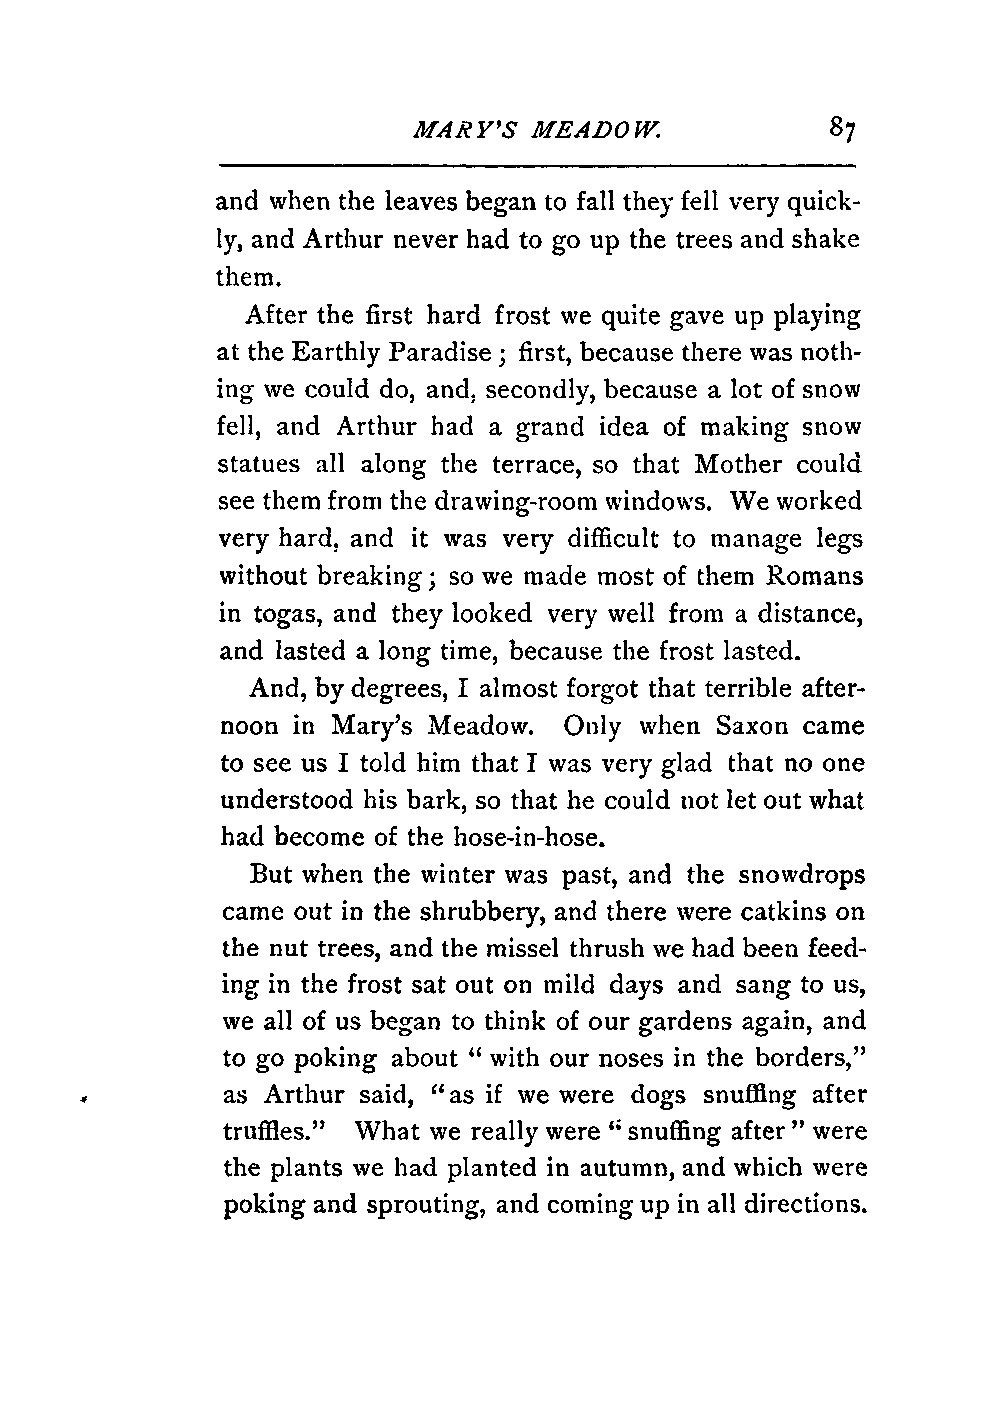 MARY'S MEADOW. 87
and when the leaves began to fall they fell very quick-
ly, and Arthur never had to go up the trees and shake
them.
After the first hard frost we quite gave up playing
at the Earthly Paradise ; first, because there was noth-
ing we could do, and, secondly, because a lot of snow
fell, and Arthur had a grand idea of making snow
statues all along the terrace, so that Mother could
see them from the drawing-room windows. We worked
very hard, and it was very difficult to manage legs
without breaking ; so we made most of them Romans
in togas, and they looked very well from a distance,
and lasted a long time, because the frost lasted.
And, by degrees, I almost forgot that terrible after-
noon in Mary's Meadow. Only when Saxon came
to see us I told him that I was very glad that no one
understood his bark, so that he could not let out what
had become of the hose-in-hose.
But when the winter was past, and the snowdrops
came out in the shrubbery, and there were catkins on
the nut trees, and the missel thrush we had been feed-
ing in the frost sat out on mild days and sang to us,
we all of us began to think of our gardens again, and
to go poking about " with our noses in the borders,"
as Arthur said, "as if we were dogs snuffing after
truffles." What we really were " snuffing after " were
the plants we had planted in autumn, and which were
poking and sprouting, and coming up in all directions.